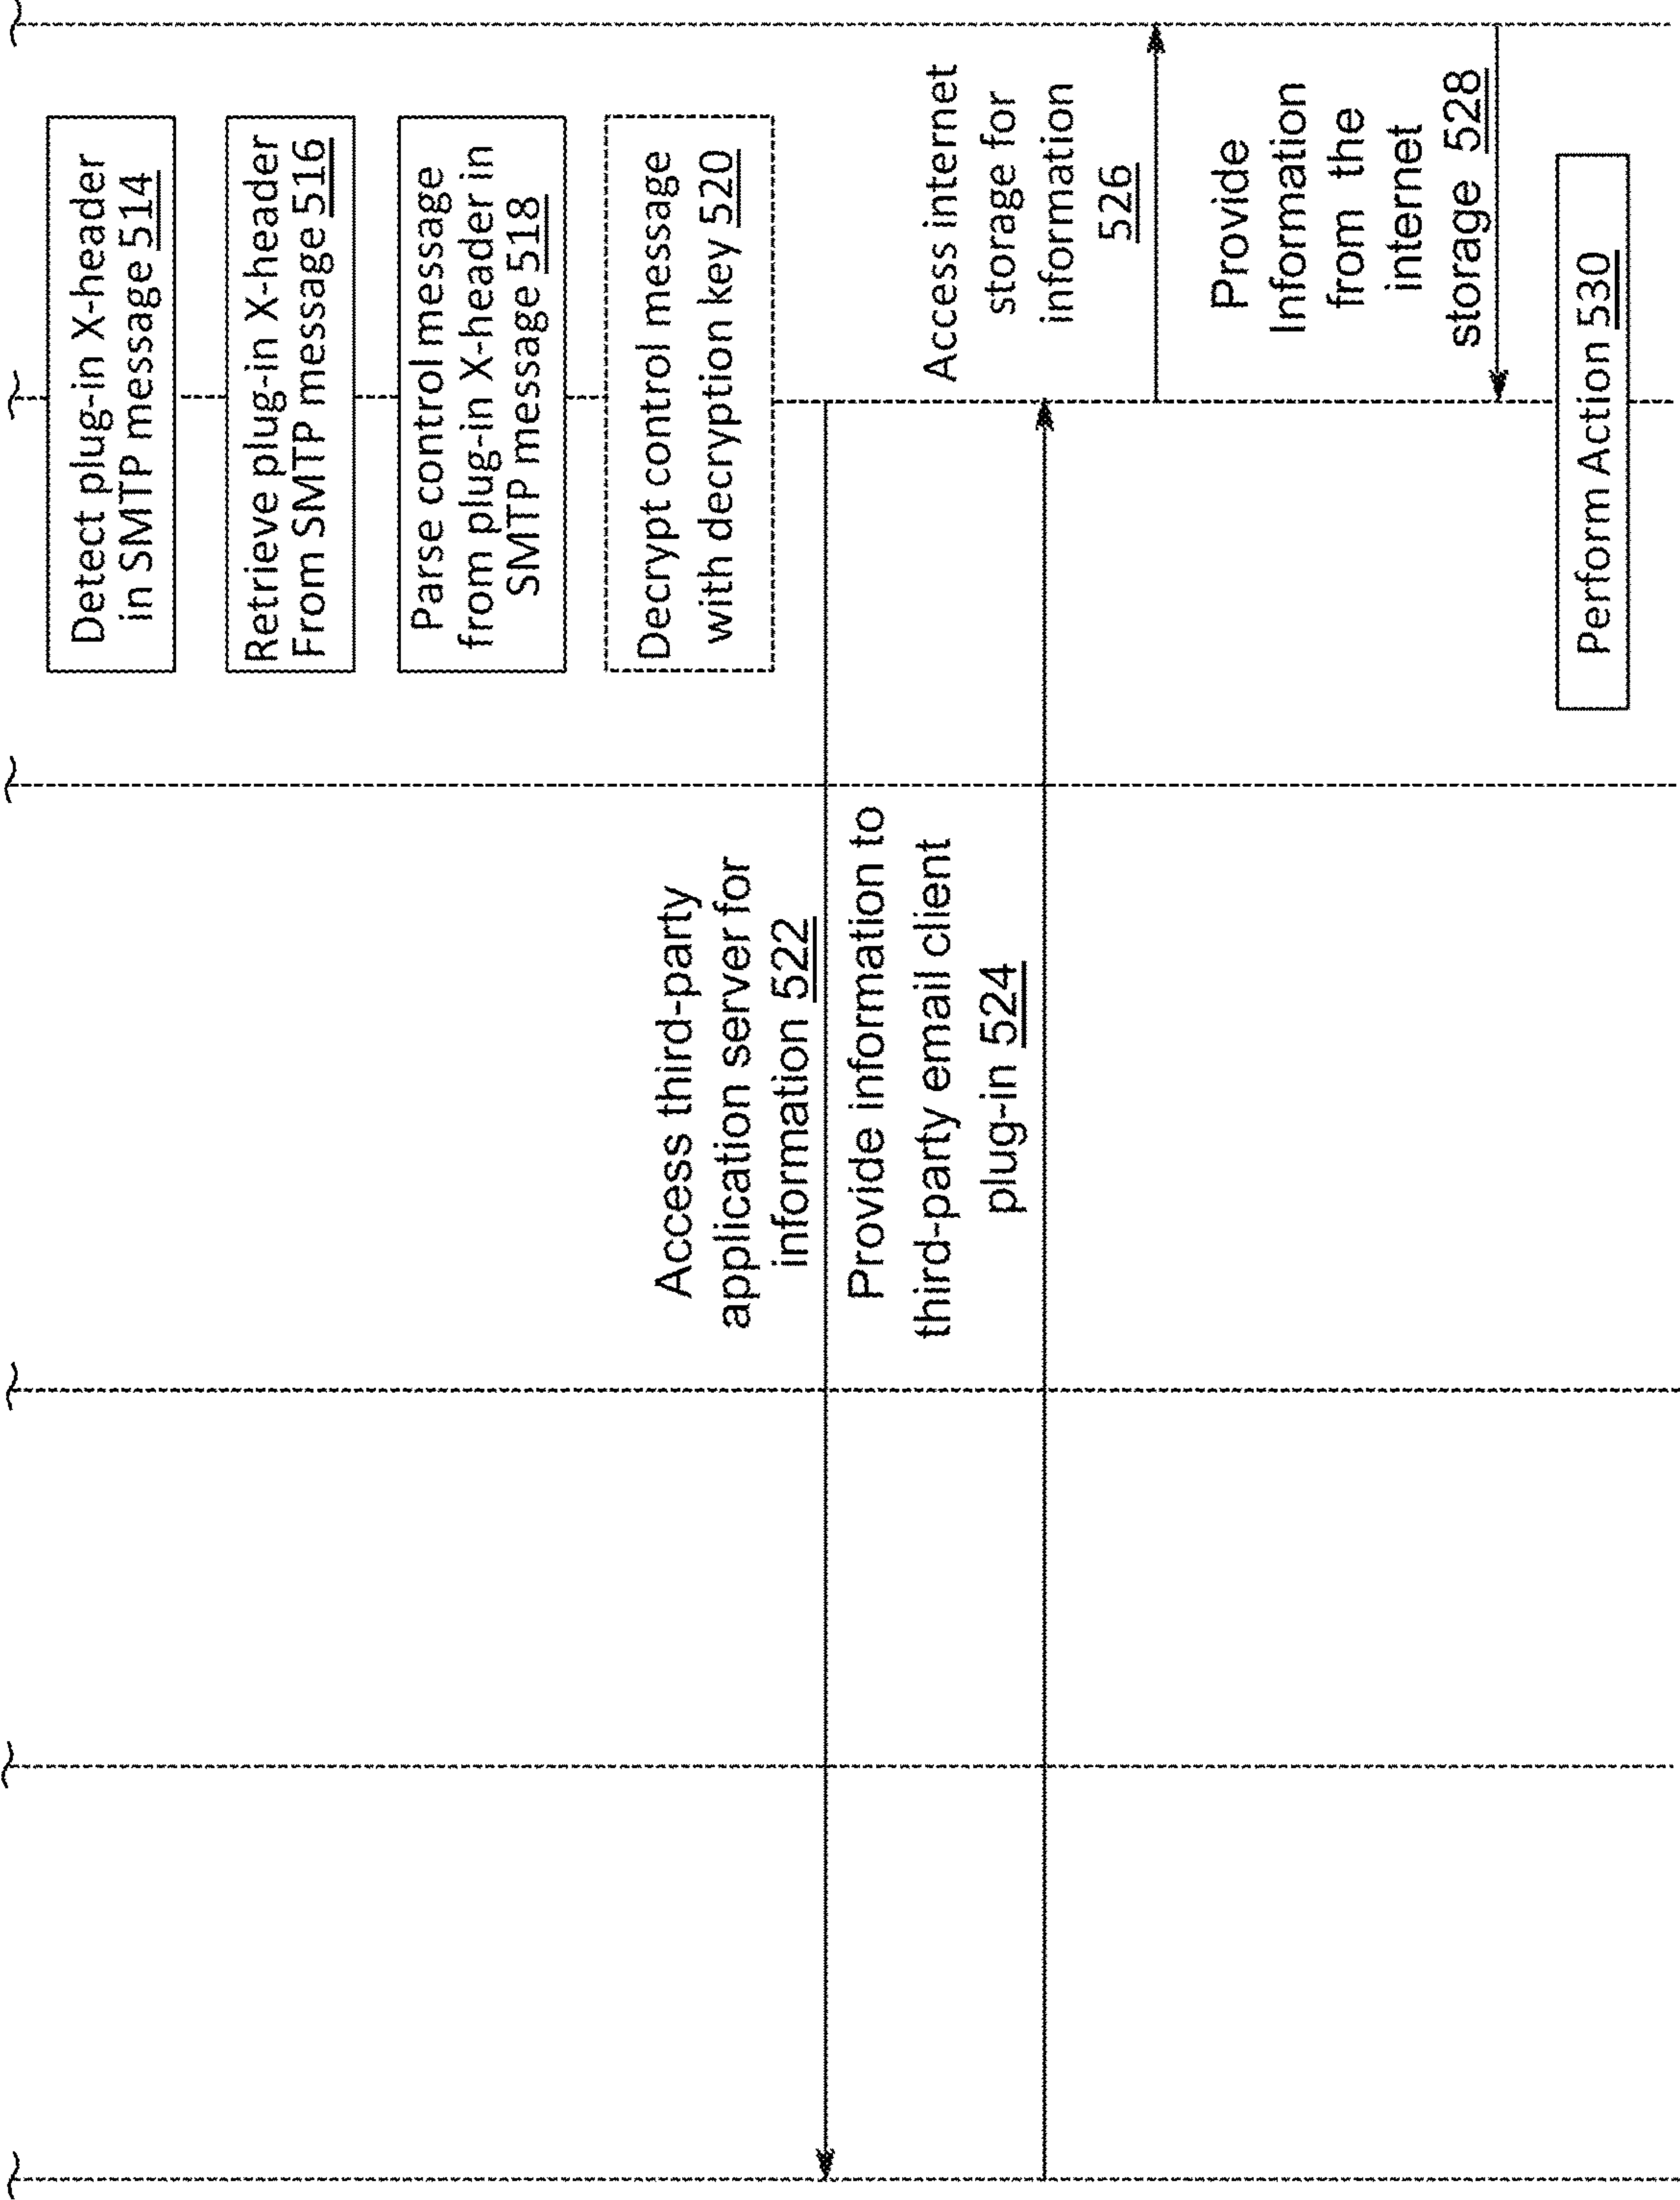 Detect plug-in X-header
in SMTP message 514
Retrieve plug-in X-header
From SMTP message 516
Parse control message
from plug-in X-header in
SMTP message 518
Decrypt control message
with decryption key 520
Access third-party
application server for
information 522
Provide information to
third-party email client
plug-in 524
Access internet
storage for
information
526
Provide
Information
from the
internet
storage 528
Perform Action 530